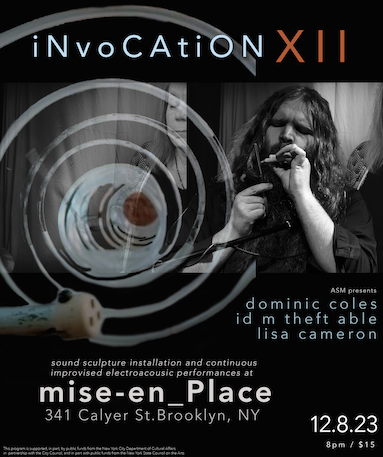 iNvoCAtiON XII
ASM presents
dominic coles
id m theft able
lisa cameron
sound sculpture installation and continuous
improvised electroacousic performances at
mise-en_Place
341 Calyer St.Brooklyn, NY
12.8.23
8pm / $15
This program is supported, in part, by public funds from the New York City Department of Cultural Affairs
in partnership with the City Council, and in part with public funds from the New York State Council on the Arts